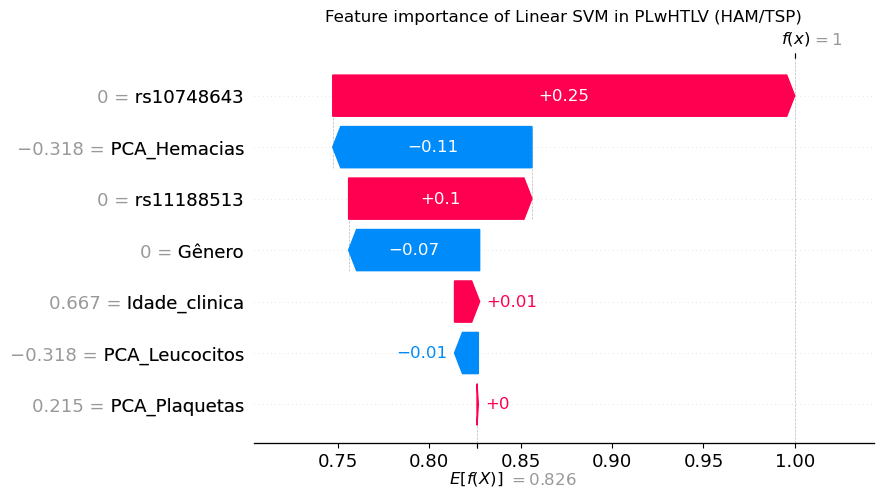 Feature importance of Linear SVM in PLwHTLV (HAM/TSP)
f(x) = 1
0 = rs10748643
+0.25
−0.318 = PCA_Hemacias
−0.11
0 = rs11188513
+0.1
0 = Gênero
−0.07
0.667 = Idade_clinica
+0.01
−0.318 = PCA_Leucocitos
−0.01
0.215 = PCA_Plaquetas
+0
0.75 0.80 0.85 0.90 0.95 1.00
E[f(X)] = 0.826